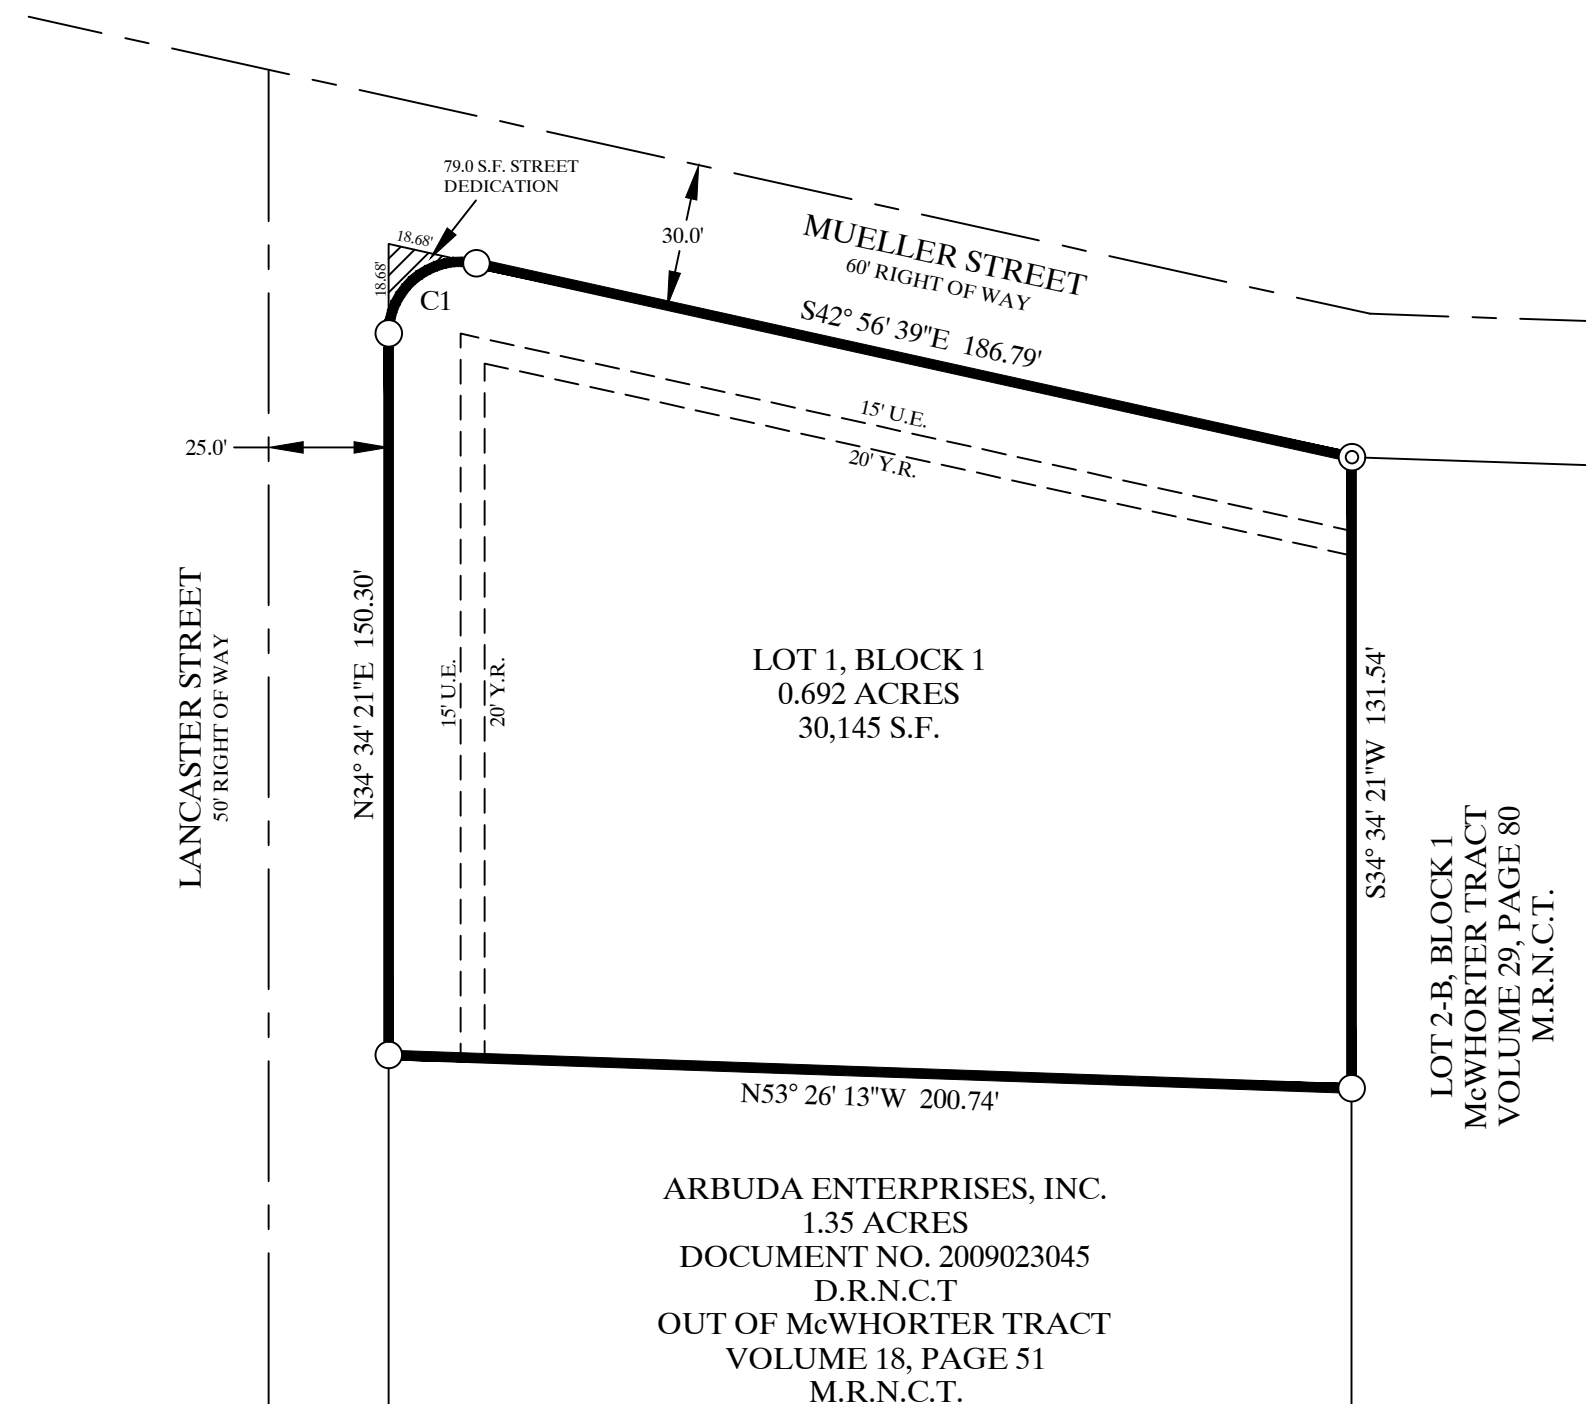 79.0 S.F. STREET
DEDICATION
18.68'
18.68'
C1
30.0'
MUELLER STREET
60' RIGHT OF WAY
S42° 56' 39"E 186.79'
15' U.E.
20' Y.R.
25.0'
LANCASTER STREET
50' RIGHT OF WAY
N34° 34' 21"E 150.30'
15' U.E.
20' Y.R.
LOT 1, BLOCK 1
0.692 ACRES
30,145 S.F.
S34° 34' 21"W 131.54'
LOT 2-B, BLOCK 1
McWHORTER TRACT
VOLUME 29, PAGE 80
M.R.N.C.T.
N53° 26' 13"W 200.74'
ARBUDA ENTERPRISES, INC.
1.35 ACRES
DOCUMENT NO. 2009023045
D.R.N.C.T
OUT OF McWHORTER TRACT
VOLUME 18, PAGE 51
M.R.N.C.T.